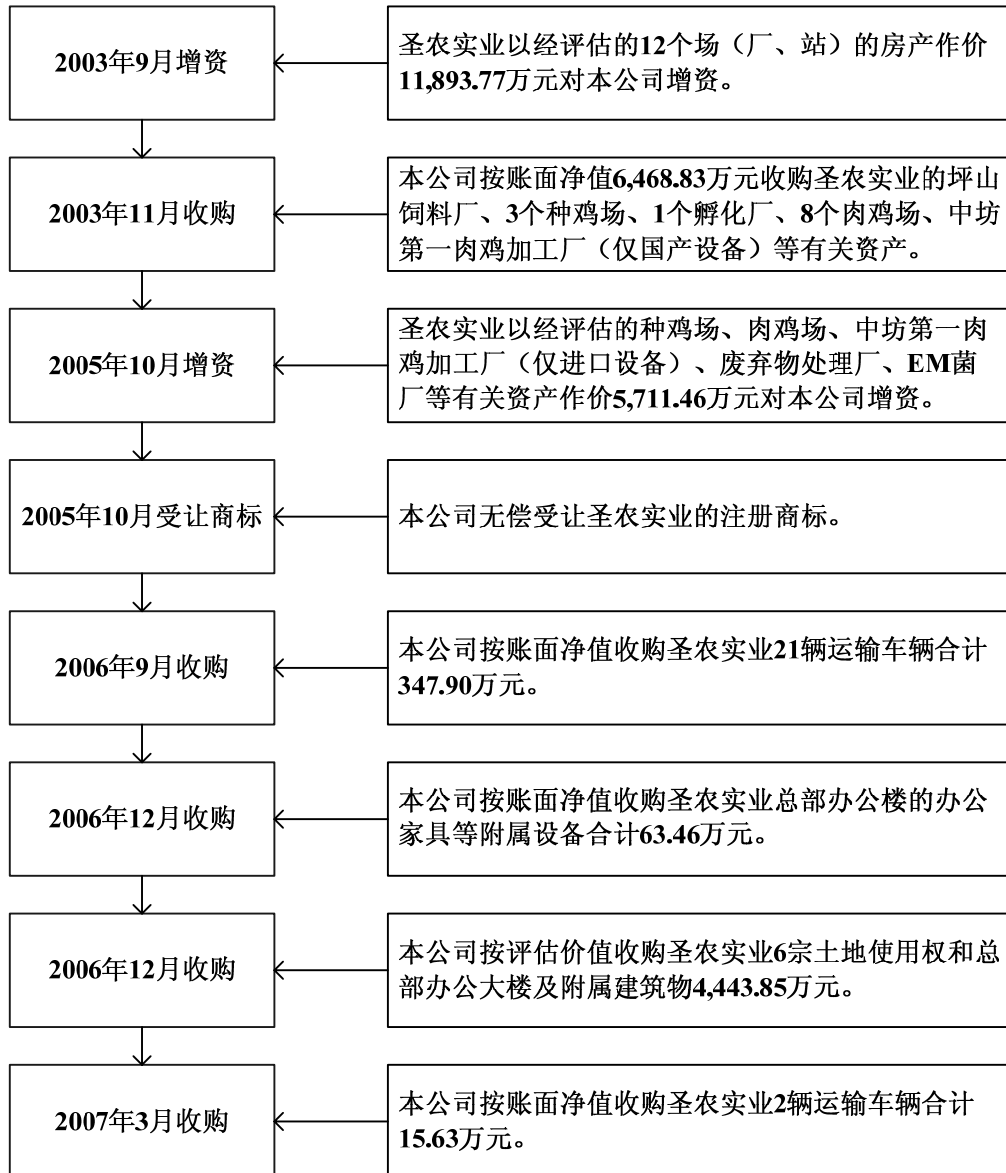 2003年9月增资
圣农实业以经评估的12个场（厂、站）的房产作价
11,893.77万元对本公司增资。
2003年11月收购
本公司按账面净值6,468.83万元收购圣农实业的坪山
饲料厂、3个种鸡场、1个孵化厂、8个肉鸡场、中坊
第一肉鸡加工厂（仅国产设备）等有关资产。
2005年10月增资
圣农实业以经评估的种鸡场、肉鸡场、中坊第一肉
鸡加工厂（仅进口设备）、废弃物处理厂、EM菌
厂等有关资产作价5,711.46万元对本公司增资。
2005年10月受让商标
本公司无偿受让圣农实业的注册商标。
2006年9月收购
本公司按账面净值收购圣农实业21辆运输车辆合计
347.90万元。
2006年12月收购
本公司按账面净值收购圣农实业总部办公楼的办公
家具等附属设备合计63.46万元。
2006年12月收购
本公司按评估价值收购圣农实业6宗土地使用权和总
部办公大楼及附属建筑物4,443.85万元。
2007年3月收购
本公司按账面净值收购圣农实业2辆运输车辆合计
15.63万元。